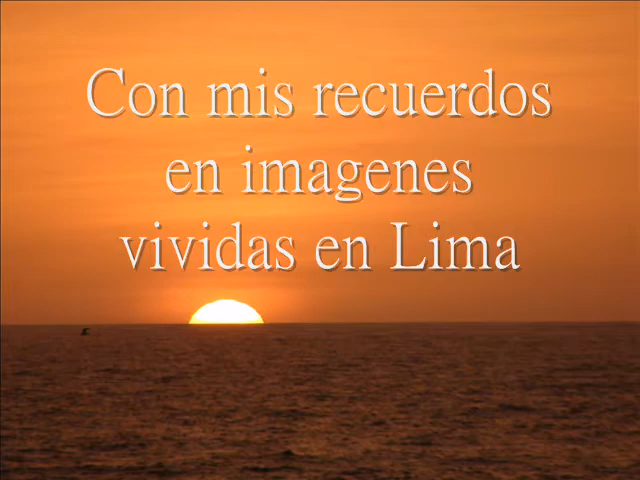 Con mis recuerdos
en imagenes
vividas en Lima